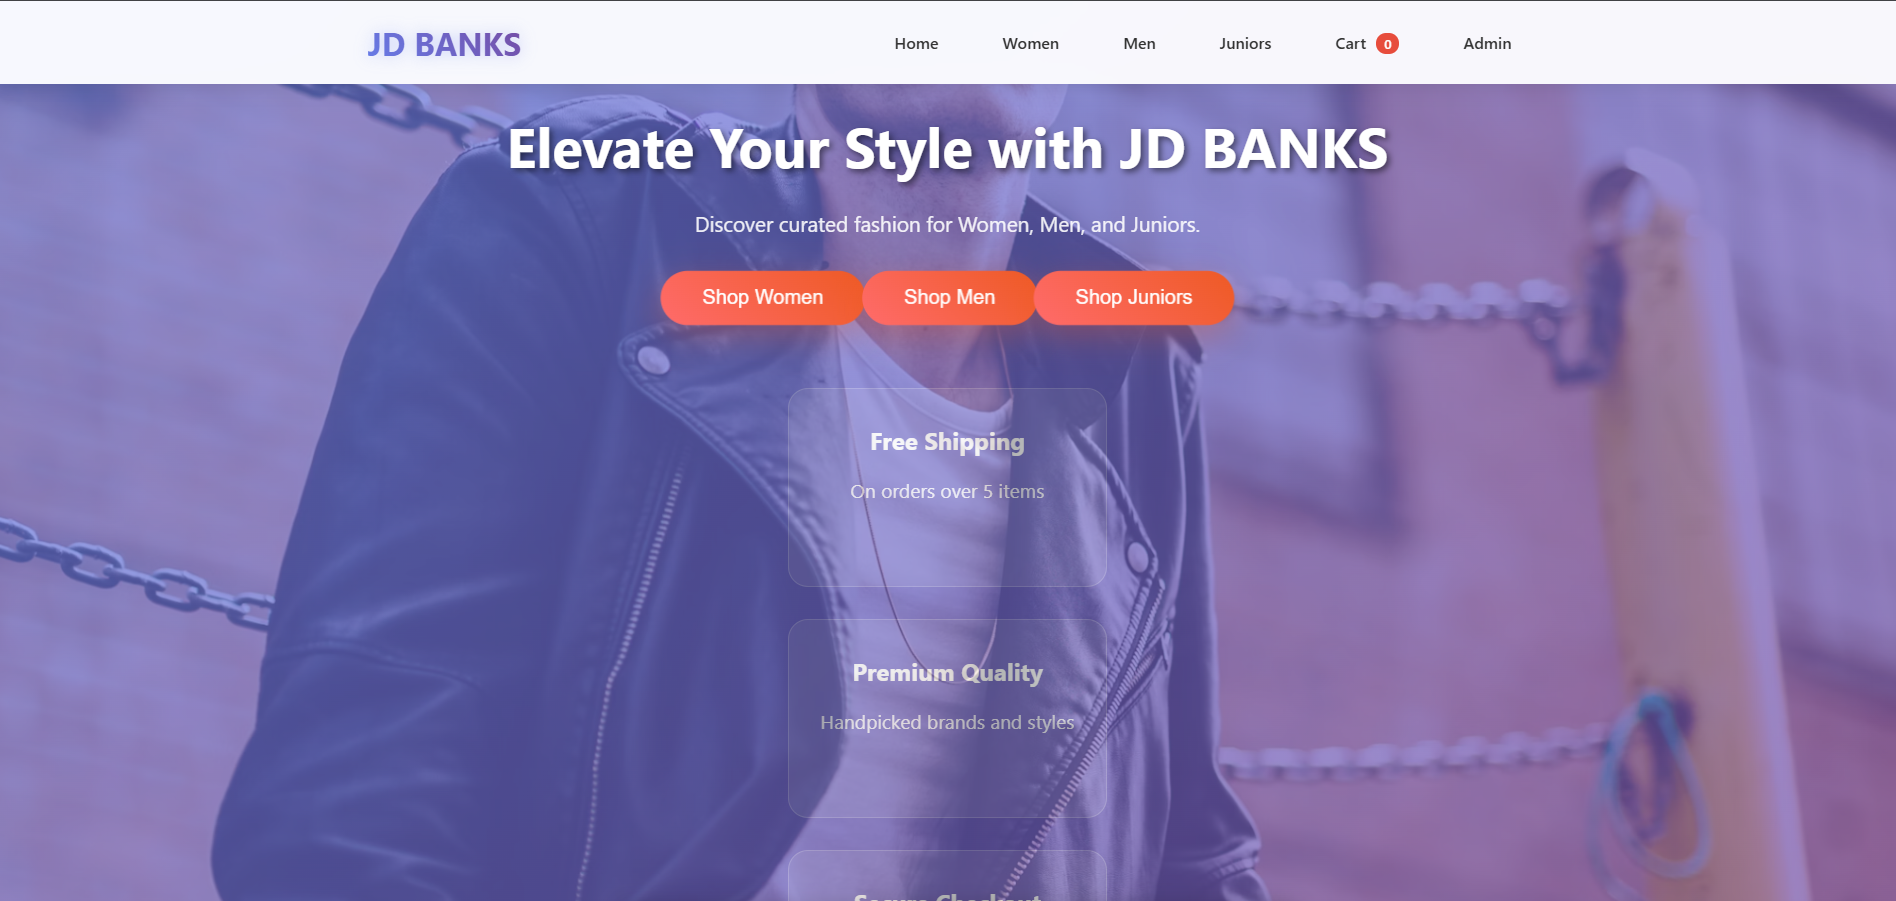 JD BANKS
Home Women Men Juniors Cart 0 Admin
Elevate Your Style with JD BANKS
Discover curated fashion for Women, Men, and Juniors.
Shop Women Shop Men Shop Juniors
Free Shipping
On orders over 5 items
Premium Quality
Handpicked brands and styles
Secure Checkout